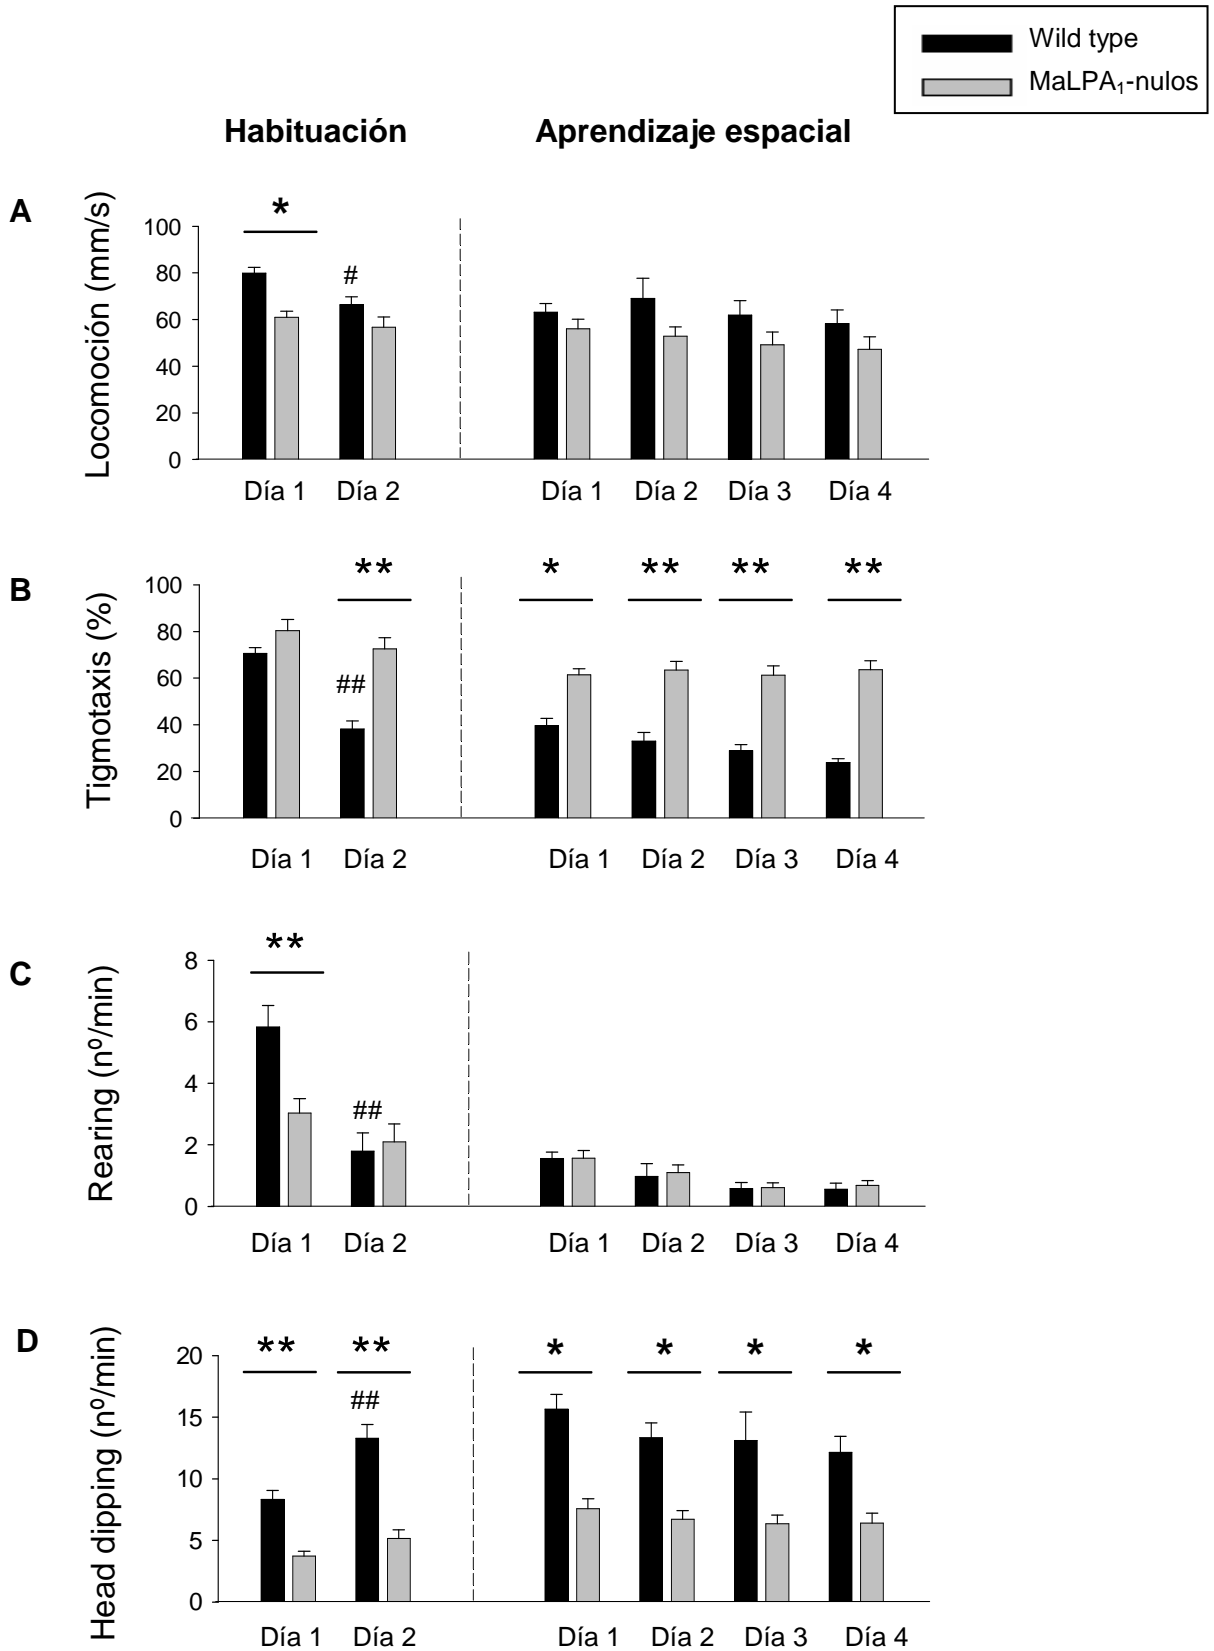 Wild type
MaLPA₁-nulos
Habituación Aprendizaje espacial
A
Locomoción (mm/s)
*
#
100
80
60
40
20
0
Día 1 Día 2 Día 1 Día 2 Día 3 Día 4
B
Tigmotaxis (%)
** * ** ** **
##
100
80
60
40
20
0
Día 1 Día 2 Día 1 Día 2 Día 3 Día 4
C
Rearing (nº/min)
**
##
8
6
4
2
0
Día 1 Día 2 Día 1 Día 2 Día 3 Día 4
D
Head dipping (nº/min)
** ** * * * *
##
20
15
10
5
0
Día 1 Día 2 Día 1 Día 2 Día 3 Día 4